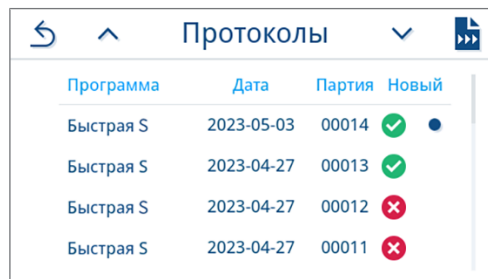 Протоколы
Программа Дата Партия Новый
Быстрая S 2023-05-03 00014
Быстрая S 2023-04-27 00013
Быстрая S 2023-04-27 00012
Быстрая S 2023-04-27 00011